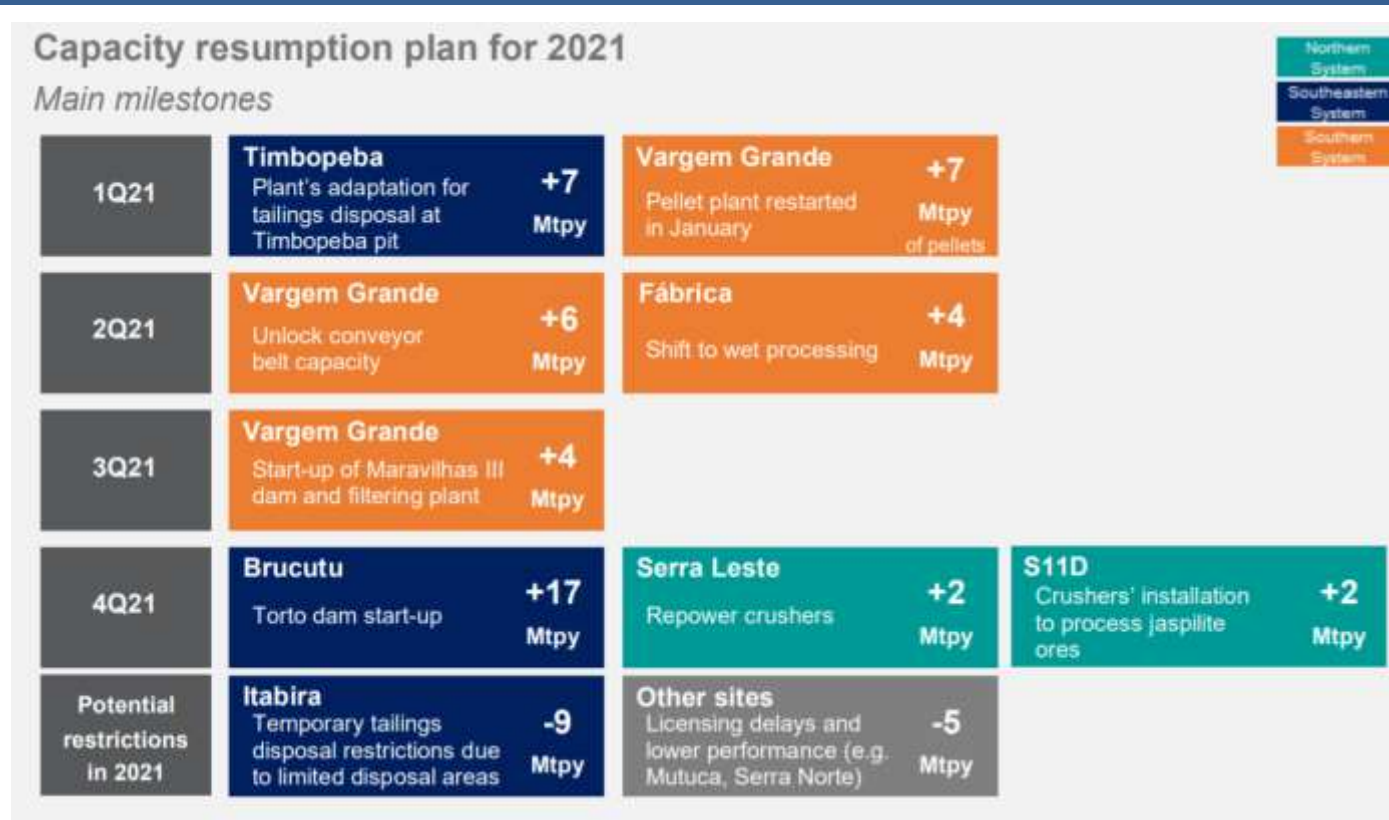 Capacity resumption plan for 2021
Main milestones
Northern
System
Southeastern
System
Southern
System
1Q21
Timbopeba
Plant's adaptation for
tailings disposal at
Timbopeba pit
+7
Mtpy
Vargem Grande
Pellet plant restarted
in January
+7
Mtpy
of pellets
2Q21
Vargem Grande
Unlock conveyor
belt capacity
+6
Mtpy
Fábrica
Shift to wet processing
+4
Mtpy
3Q21
Vargem Grande
Start-up of Maravilhas III
dam and filtering plant
+4
Mtpy
4Q21
Brucutu
Torto dam start-up
+17
Mtpy
Serra Leste
Repower crushers
+2
Mtpy
S11D
Crushers' installation
to process jaspilite
ores
+2
Mtpy
Potential
restrictions
in 2021
Itabira
Temporary tailings
disposal restrictions due
to limited disposal areas
-9
Mtpy
Other sites
Licensing delays and
lower performance (e.g.
Mutuca, Serra Norte)
-5
Mtpy